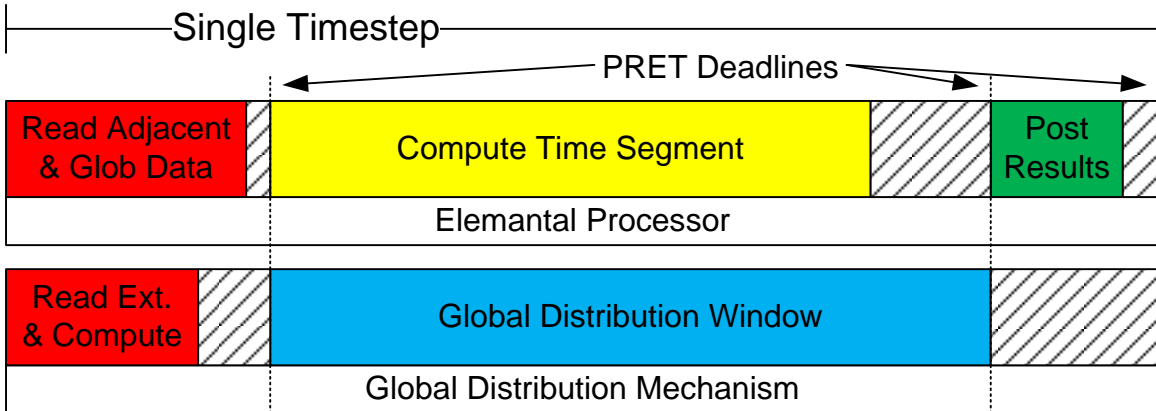 Single Timestep
PRET Deadlines
Read Adjacent
& Glob Data
Compute Time Segment
Post
Results
Elemantal Processor
Read Ext.
& Compute
Global Distribution Window
Global Distribution Mechanism